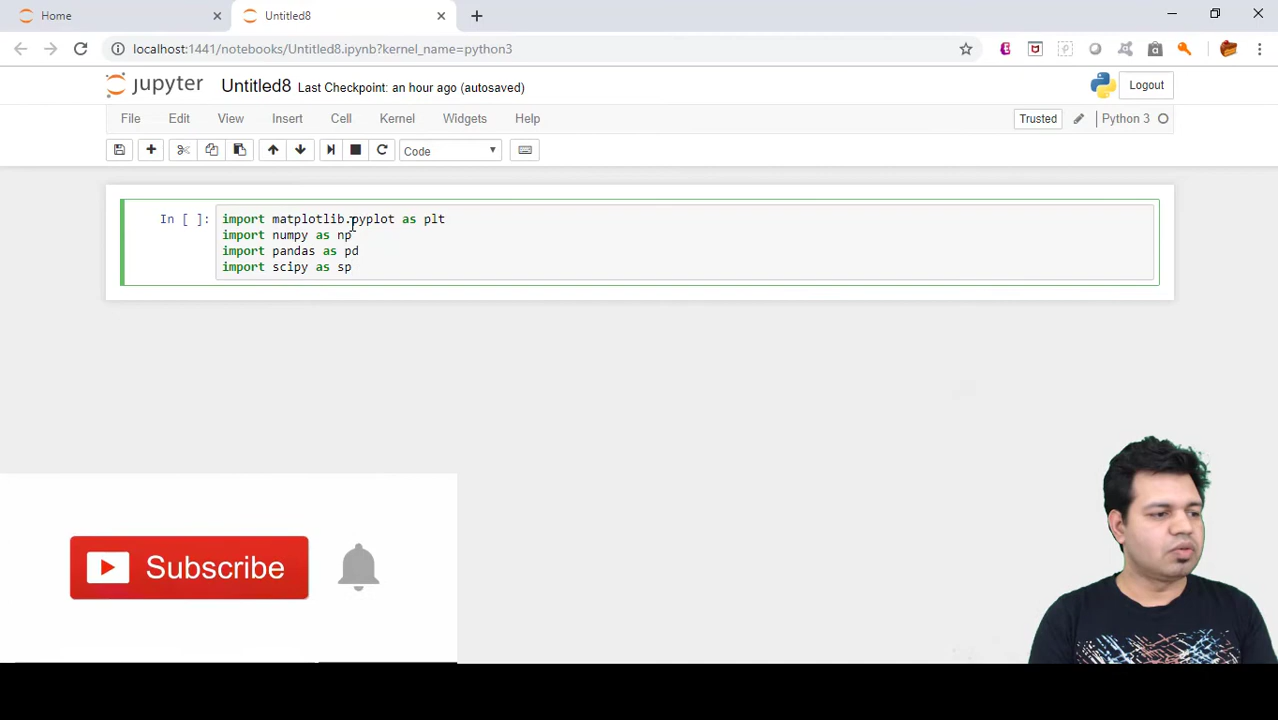 Home
Untitled8
localhost:1441/notebooks/Untitled8.ipynb?kernel_name=python3
jupyter Untitled8 Last Checkpoint: an hour ago (autosaved) Logout
File Edit View Insert Cell Kernel Widgets Help Trusted Python 3
Code
In [ ]: import matplotlib.pyplot as plt
import numpy as np
import pandas as pd
import scipy as sp
Subscribe